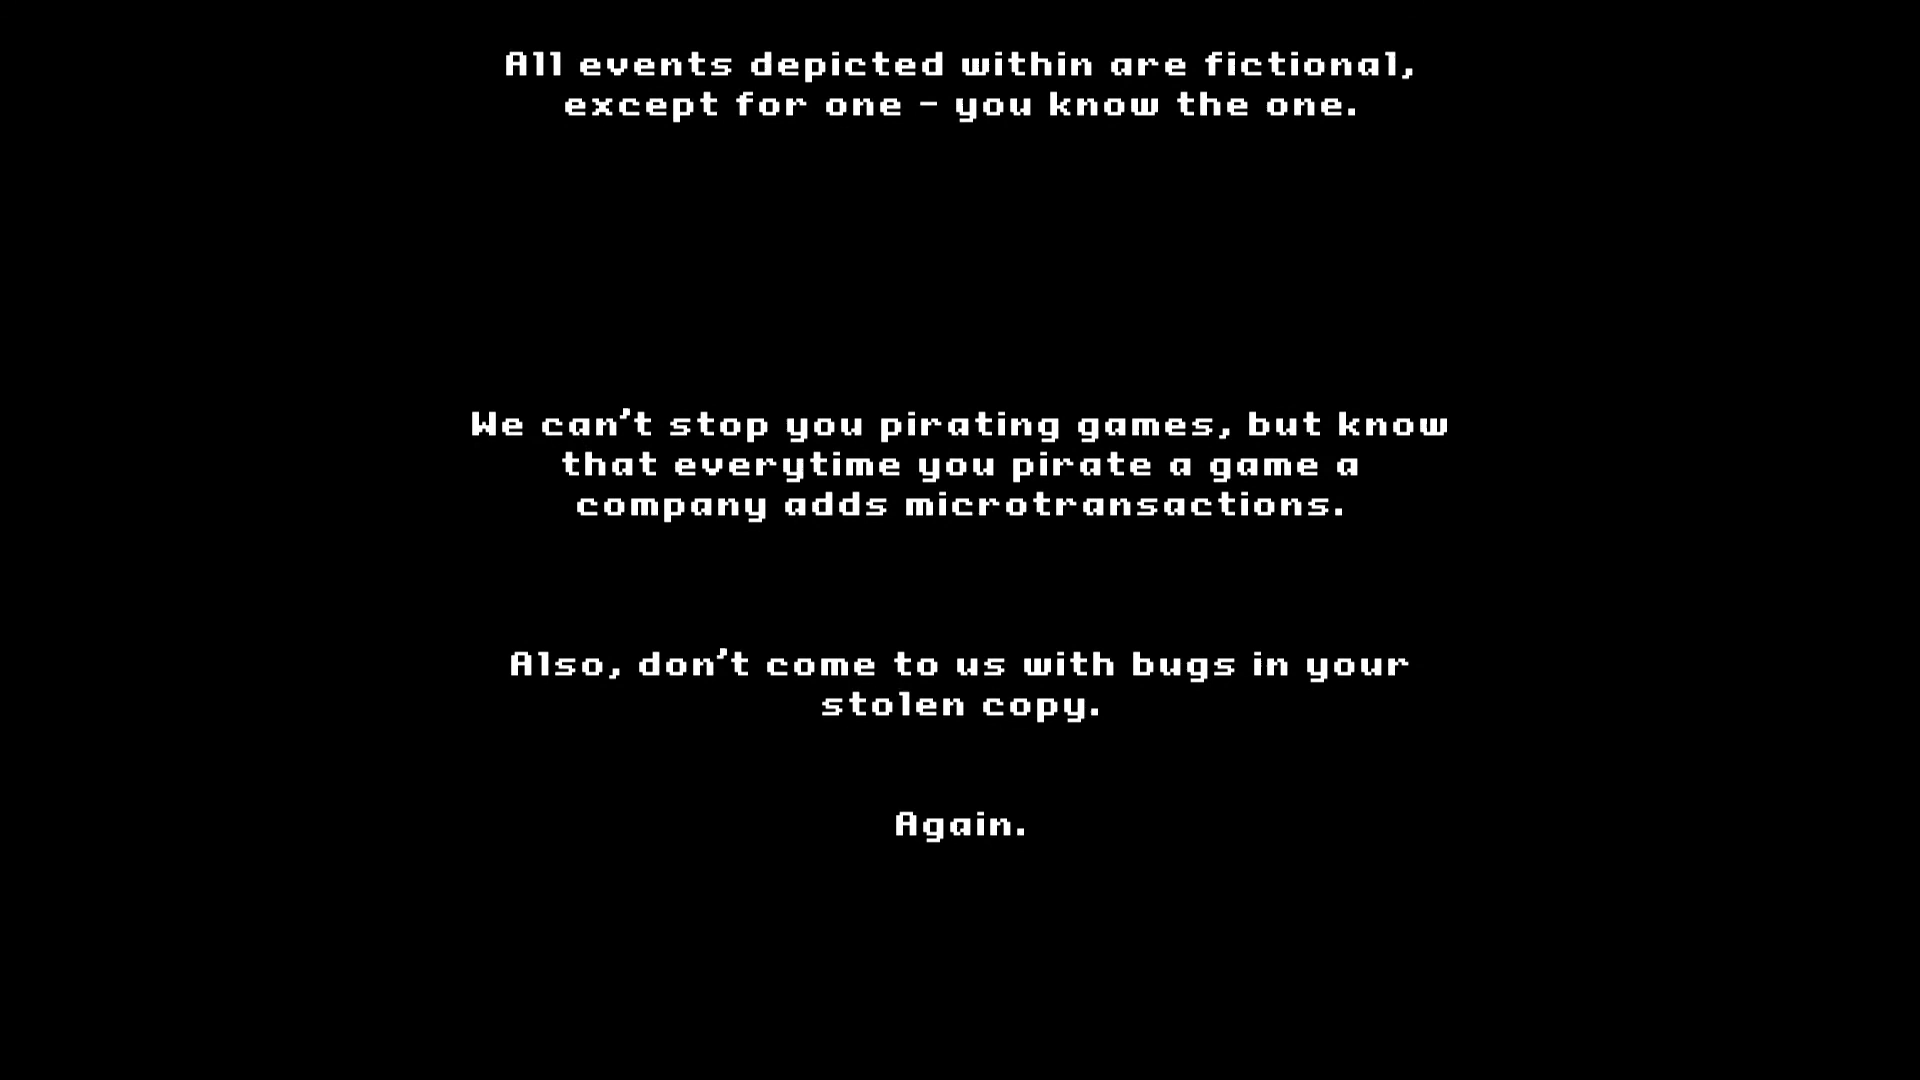 All events depicted within are fictional,
except for one - you know the one.
We can't stop you pirating games, but know
that everytime you pirate a game a
company adds microtransactions.
Also, don't come to us with bugs in your
stolen copy.
Again.